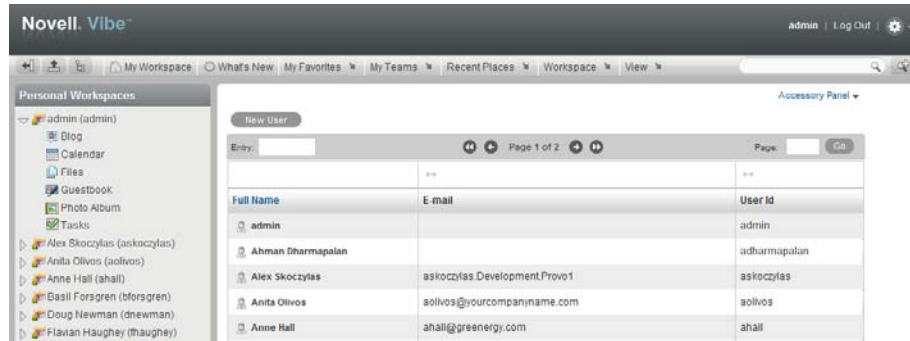 Novell. Vibe™
admin | Log Out |
My Workspace What's New My Favorites My Teams Recent Places Workspace View
Personal Workspaces
admin (admin)
Blog
Calendar
Files
Guestbook
Photo Album
Tasks
Alex Skoczylas (askoczylas)
Anita Olivos (aolivos)
Anne Hall (ahall)
Basil Forsgren (bforsgren)
Doug Newman (dnewman)
Flavian Haughey (fhaughey)
Accessory Panel
New User
Entry: Page 1 of 2 Page: Go
Full Name E-mail User Id
admin admin
Ahman Dharmapalan adharmapalan
Alex Skoczylas askoczylas.Development.Provo1 askoczylas
Anita Olivos aolivos@yourcompanyname.com aolivos
Anne Hall ahall@greenergy.com ahall